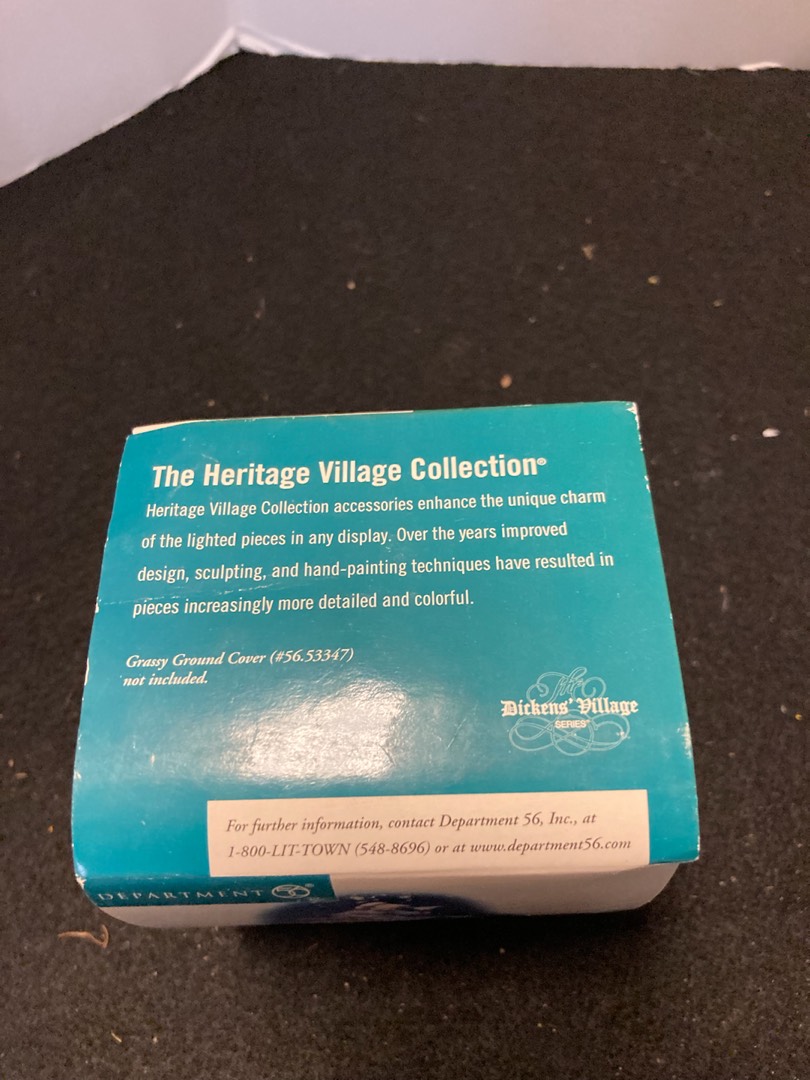 The Heritage Village Collection®
Heritage Village Collection accessories enhance the unique charm
of the lighted pieces in any display. Over the years improved
design, sculpting, and hand-painting techniques have resulted in
pieces increasingly more detailed and colorful.
Grassy Ground Cover (#56.53347)
not included.
The
Dickens' Village
SERIES™
For further information, contact Department 56, Inc., at
1-800-LIT-TOWN (548-8696) or at www.department56.com
DEPARTMENT 56®